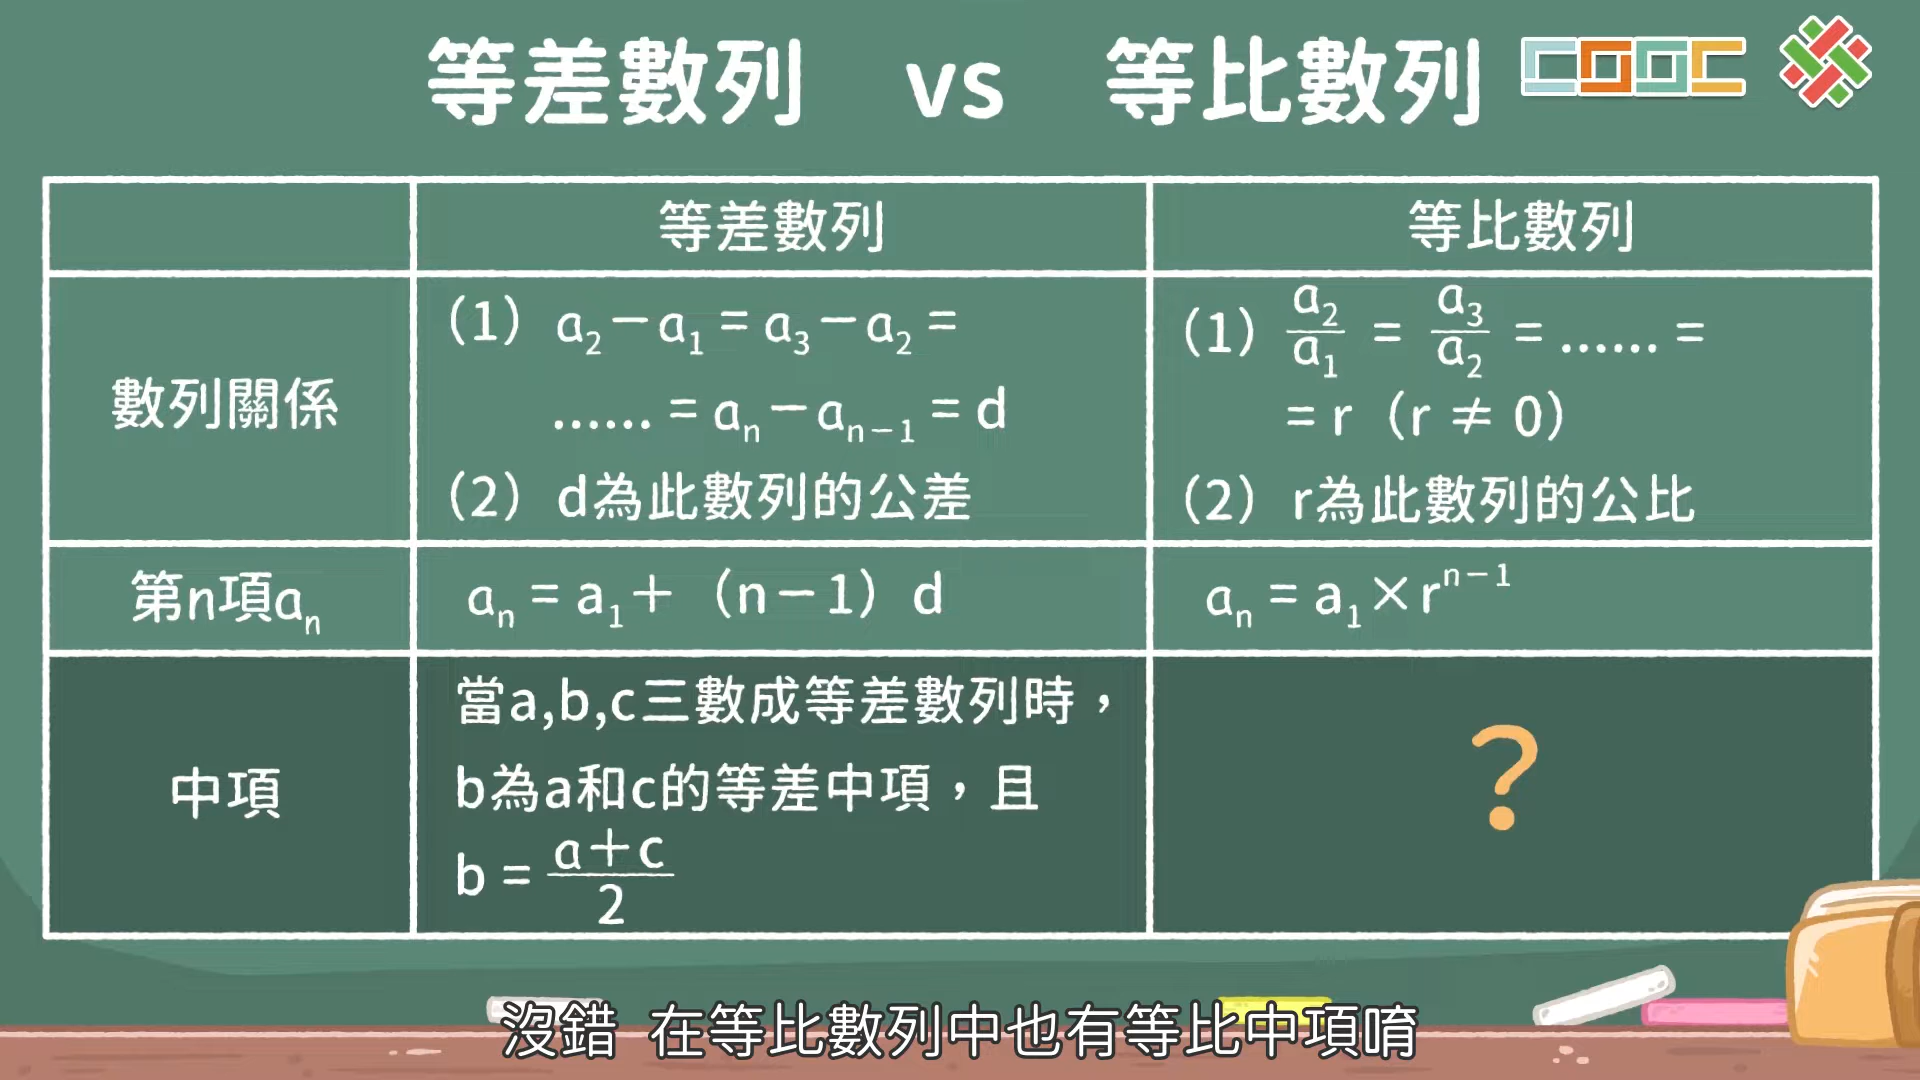 等差數列 vs 等比數列
COOC
等差數列
等比數列
數列關係
(1) a₂－a₁ = a₃－a₂ =
...... = aₙ－aₙ₋₁ = d
(2) d為此數列的公差
(1) a₂/a₁ = a₃/a₂ = ...... =
= r (r ≠ 0)
(2) r為此數列的公比
第n項aₙ
aₙ = a₁＋(n－1) d
aₙ = a₁×rⁿ⁻¹
中項
當a,b,c三數成等差數列時，
b為a和c的等差中項，且
b = a＋c/2
?
沒錯 在等比數列中也有等比中項唷